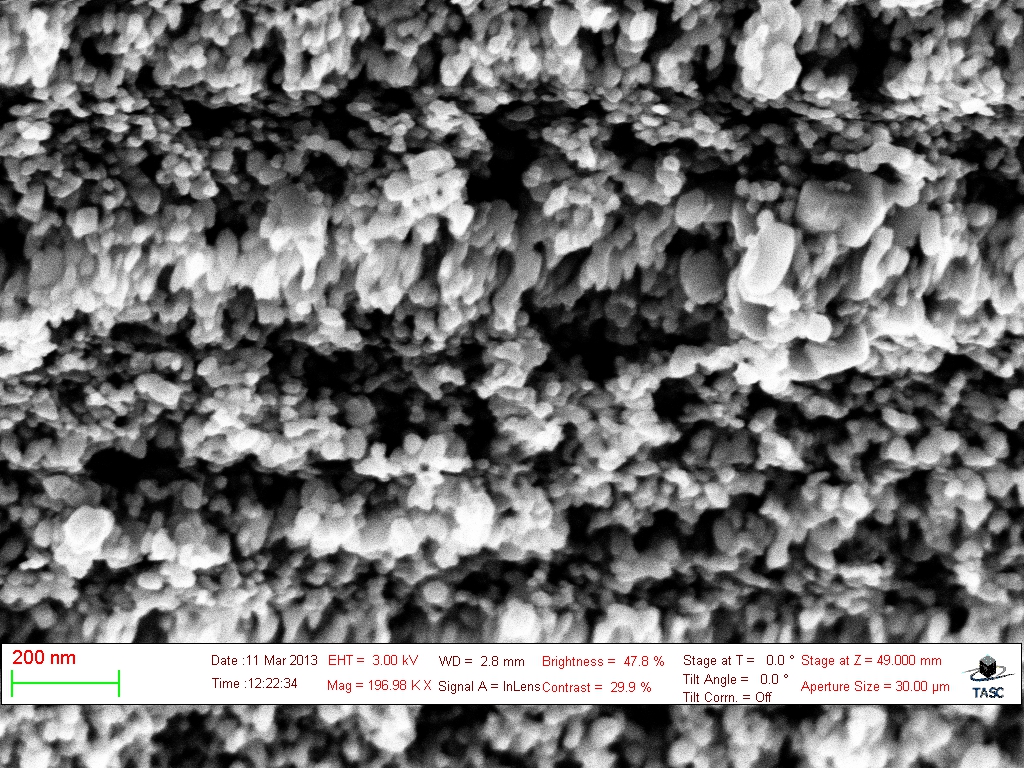 200 nm
Date :11 Mar 2013 EHT = 3.00 kV WD = 2.8 mm Brightness = 47.8 % Stage at T = 0.0 ° Stage at Z = 49.000 mm
Tilt Angle = 0.0 °
Time :12:22:34 Mag = 196.98 K X Signal A = InLens Contrast = 29.9 % Aperture Size = 30.00 µm
Tilt Corrn. = Off
TASC